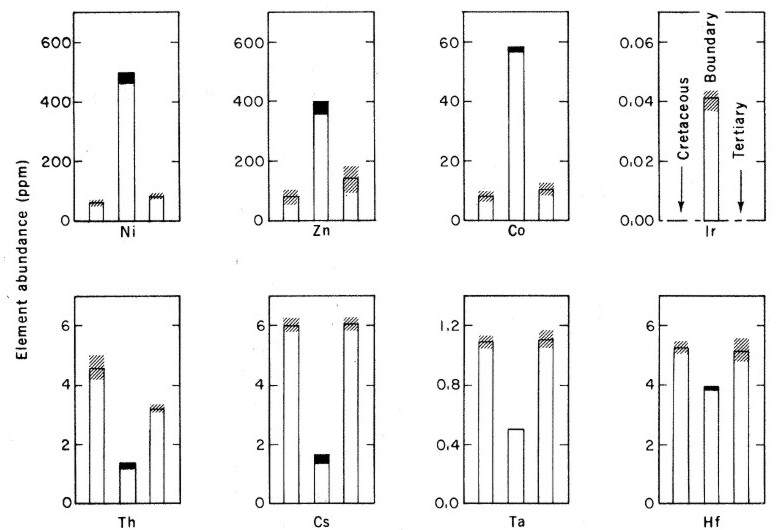 Element abundance (ppm)
600
400
200
0
Ni
600
400
200
0
Zn
60
40
20
0
Co
0.06
0.04
0.02
0.00
Cretaceous
Boundary
Tertiary
Ir
6
4
2
0
Th
6
4
2
0
Cs
1.2
0.8
0.4
0.0
Ta
6
4
2
0
Hf